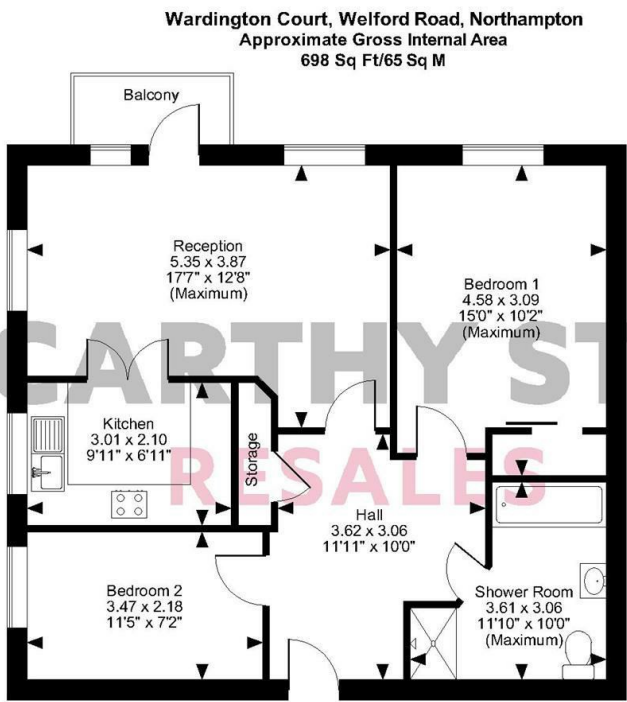 Wardington Court, Welford Road, Northampton
Approximate Gross Internal Area
698 Sq Ft/65 Sq M
Balcony
Reception
5.35 x 3.87
17'7" x 12'8"
(Maximum)
Bedroom 1
4.58 x 3.09
15'0" x 10'2"
(Maximum)
CARTHY ST
RESALES
Kitchen
3.01 x 2.10
9'11" x 6'11"
Storage
Hall
3.62 x 3.06
11'11" x 10'0"
Bedroom 2
3.47 x 2.18
11'5" x 7'2"
Shower Room
3.61 x 3.06
11'10" x 10'0"
(Maximum)